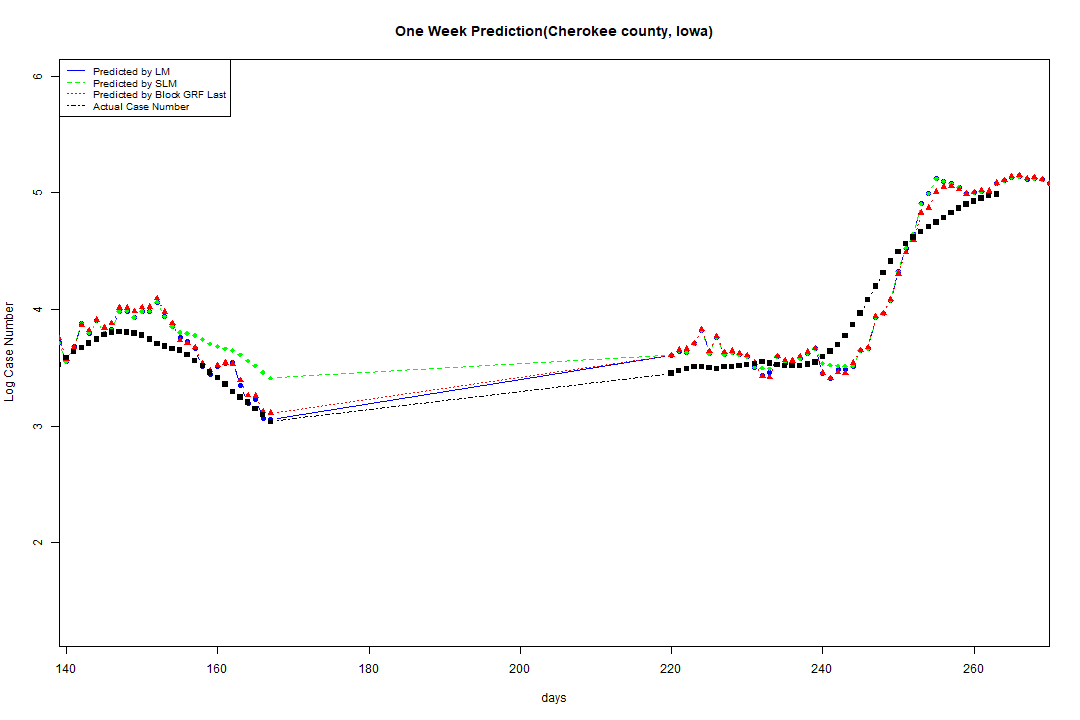 One Week Prediction(Cherokee county, Iowa)
Predicted by LM
Predicted by SLM
Predicted by Block GRF Last
Actual Case Number
Log Case Number
6
5
4
3
2
140 160 180 200 220 240 260
days